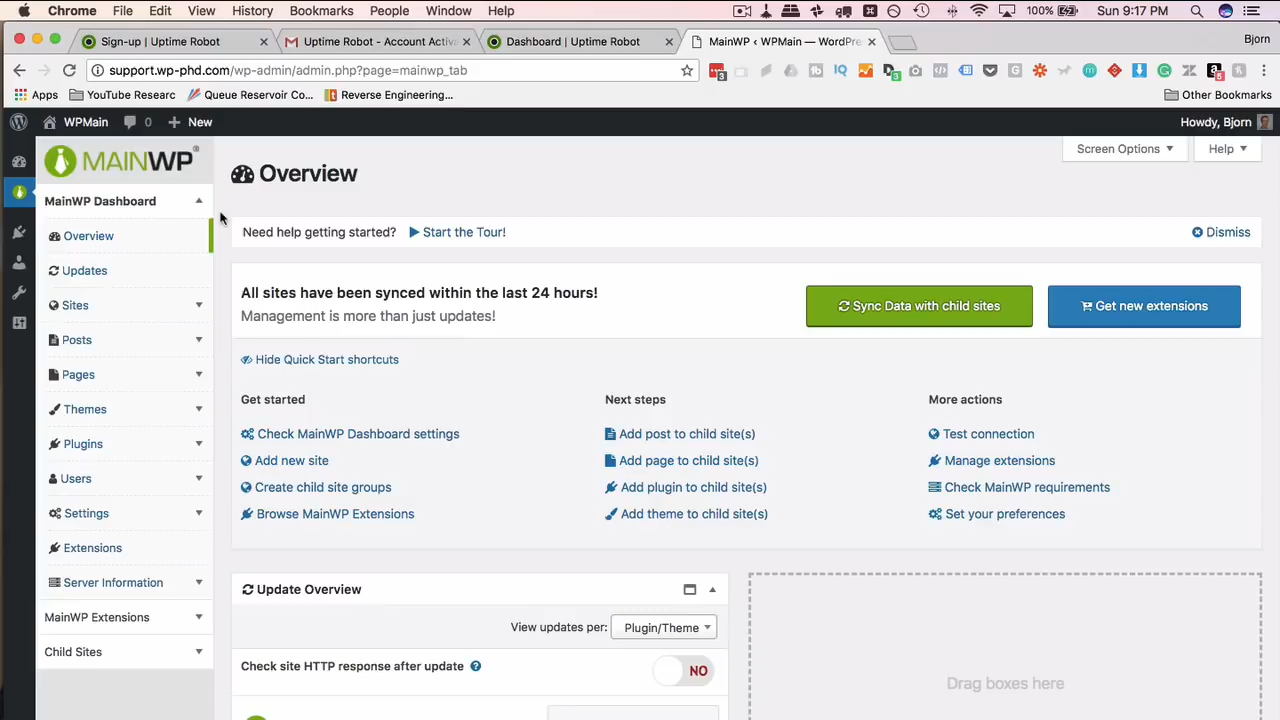 Chrome File Edit View History Bookmarks People Window Help 100% Sun 9:17 PM
Sign-up | Uptime Robot Uptime Robot - Account Activa Dashboard | Uptime Robot MainWP ‹ WPMain — WordPre Bjorn
support.wp-phd.com/wp-admin/admin.php?page=mainwp_tab
Apps YouTube Researc Queue Reservoir Co... Reverse Engineering... Other Bookmarks
WPMain 0 New Howdy, Bjorn
MAINWP®
Screen Options Help
Overview
MainWP Dashboard
Overview
Updates
Sites
Posts
Pages
Themes
Plugins
Users
Settings
Extensions
Server Information
MainWP Extensions
Child Sites
Need help getting started? Start the Tour! Dismiss
All sites have been synced within the last 24 hours!
Management is more than just updates!
Sync Data with child sites Get new extensions
Hide Quick Start shortcuts
Get started
Check MainWP Dashboard settings
Add new site
Create child site groups
Browse MainWP Extensions
Next steps
Add post to child site(s)
Add page to child site(s)
Add plugin to child site(s)
Add theme to child site(s)
More actions
Test connection
Manage extensions
Check MainWP requirements
Set your preferences
Update Overview
View updates per: Plugin/Theme
Check site HTTP response after update NO
Drag boxes here